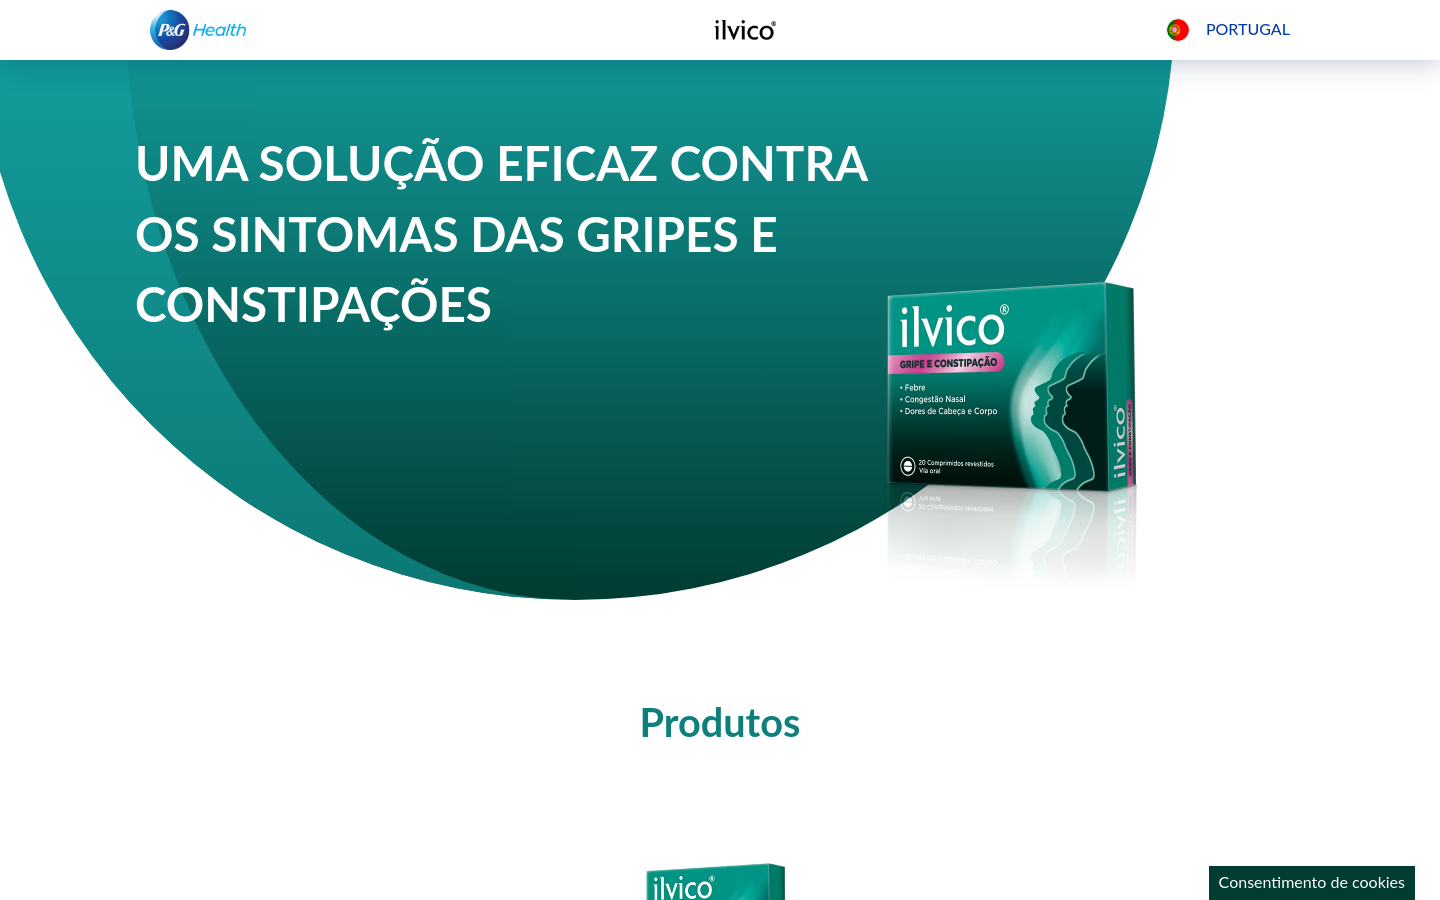 P&G Health
ilvico®
PORTUGAL
UMA SOLUÇÃO EFICAZ CONTRA
OS SINTOMAS DAS GRIPES E
CONSTIPAÇÕES
ilvico®
GRIPE E CONSTIPAÇÃO
• Febre
• Congestão Nasal
• Dores de Cabeça e Corpo
20 Comprimidos revestidos
Via oral
ilvico®
Produtos
ilvico®
Consentimento de cookies